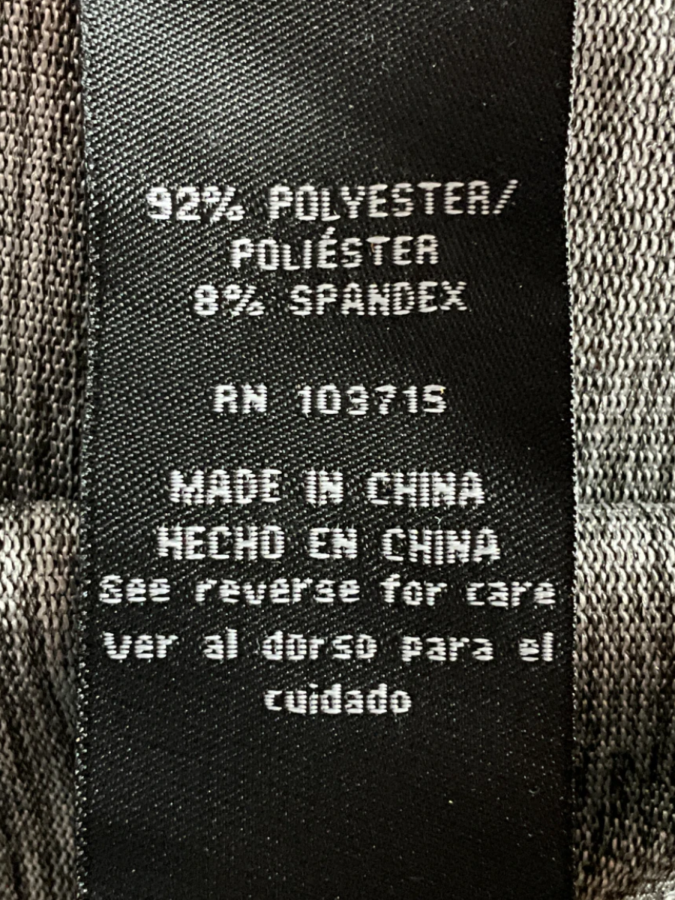 92% POLYESTER/
POLIÉSTER
8% SPANDEX
RN 109715
MADE IN CHINA
HECHO EN CHINA
See reverse for care
Ver al dorso para el
cuidado